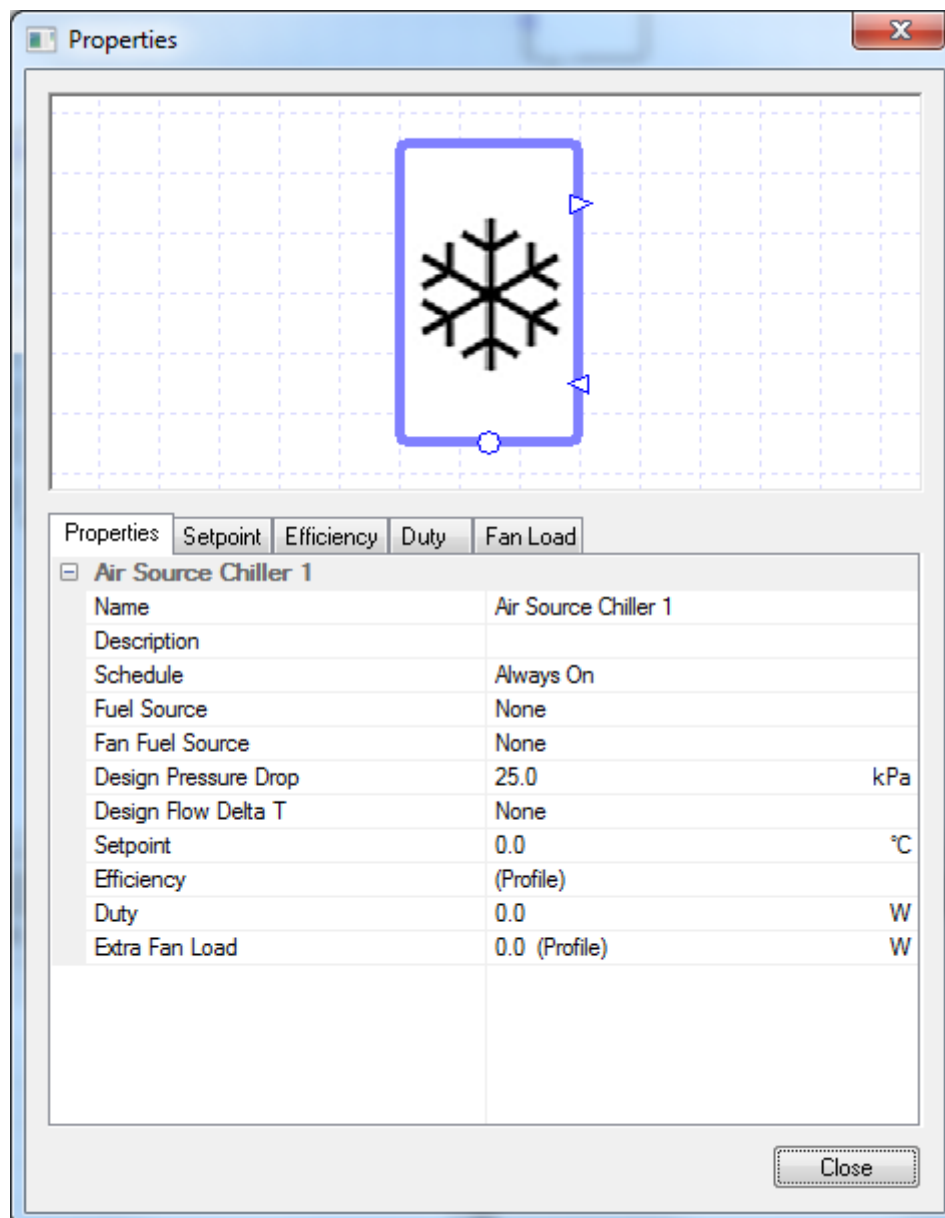 Properties
Properties Setpoint Efficiency Duty Fan Load
Air Source Chiller 1
Name Air Source Chiller 1
Description
Schedule Always On
Fuel Source None
Fan Fuel Source None
Design Pressure Drop 25.0 kPa
Design Flow Delta T None
Setpoint 0.0 °C
Efficiency (Profile)
Duty 0.0 W
Extra Fan Load 0.0 (Profile) W
Close